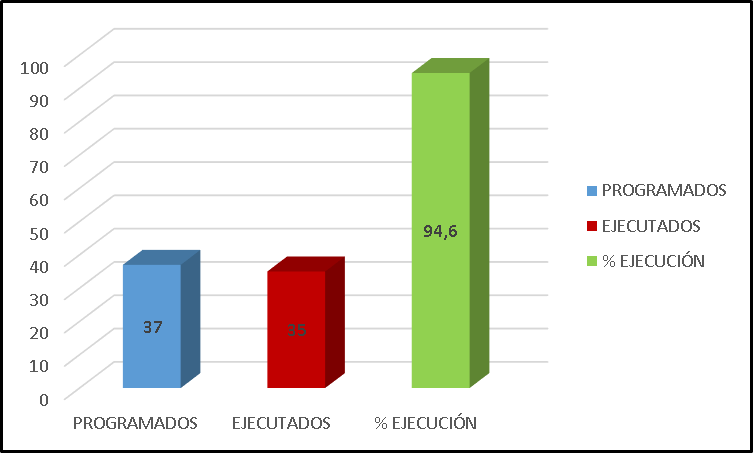 100
90
80
70
60
50
40
30
20
10
0
37
35
94,6
PROGRAMADOS
EJECUTADOS
% EJECUCIÓN
PROGRAMADOS
EJECUTADOS
% EJECUCIÓN